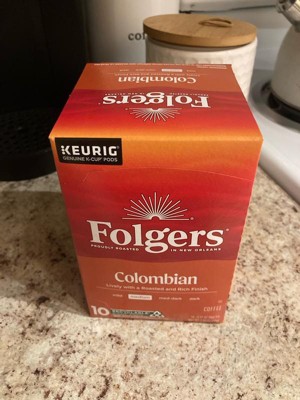 Colombian
Folgers
KEURIG
GENUINE K-CUP PODS
Folgers
PROUDLY ROASTED IN NEW ORLEANS
Colombian
Lively with a Roasted and Rich Finish
10
COFFEE